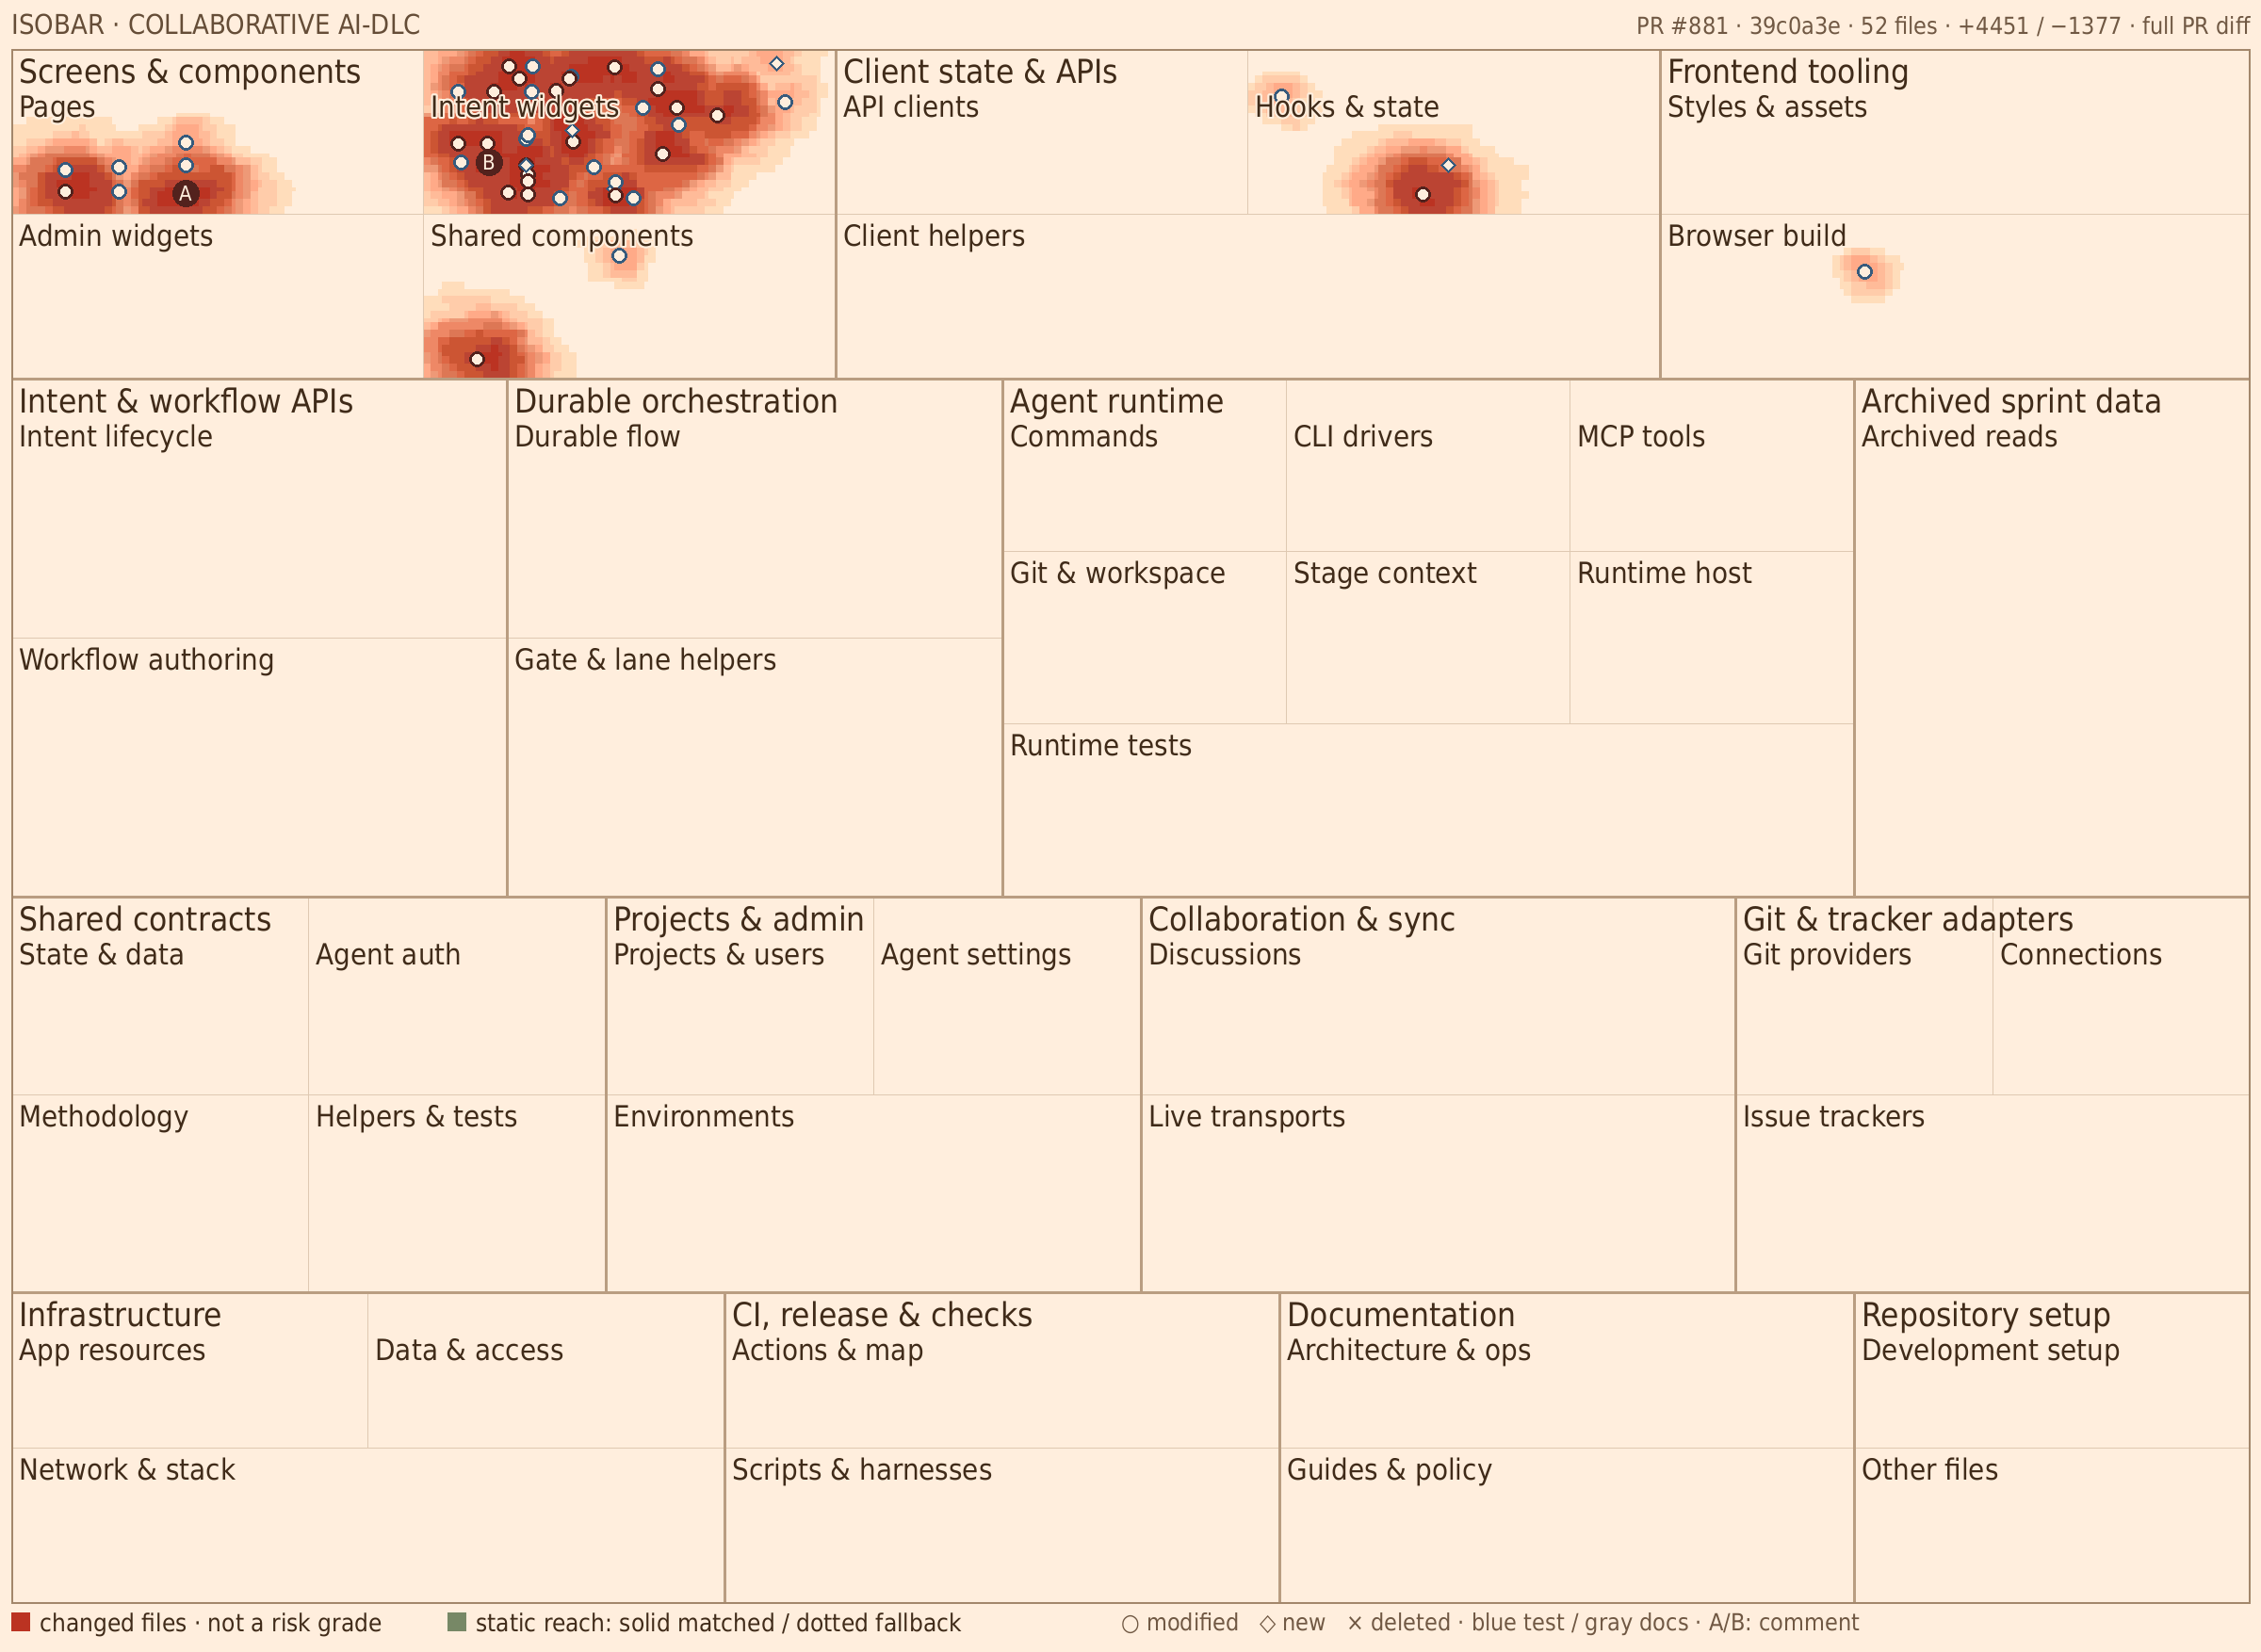 ISOBAR · COLLABORATIVE AI-DLC
PR #881 · 39c0a3e · 52 files · +4451 / −1377 · full PR diff
Screens & components
Pages
A
Intent widgets
B
Client state & APIs
API clients
Hooks & state
Frontend tooling
Styles & assets
Admin widgets
Shared components
Client helpers
Browser build
Intent & workflow APIs
Intent lifecycle
Durable orchestration
Durable flow
Agent runtime
Commands
CLI drivers
MCP tools
Archived sprint data
Archived reads
Git & workspace
Stage context
Runtime host
Workflow authoring
Gate & lane helpers
Runtime tests
Shared contracts
State & data
Agent auth
Projects & admin
Projects & users
Agent settings
Collaboration & sync
Discussions
Git & tracker adapters
Git providers
Connections
Methodology
Helpers & tests
Environments
Live transports
Issue trackers
Infrastructure
App resources
Data & access
CI, release & checks
Actions & map
Documentation
Architecture & ops
Repository setup
Development setup
Network & stack
Scripts & harnesses
Guides & policy
Other files
changed files · not a risk grade
static reach: solid matched / dotted fallback
○ modified ◇ new × deleted · blue test / gray docs · A/B: comment